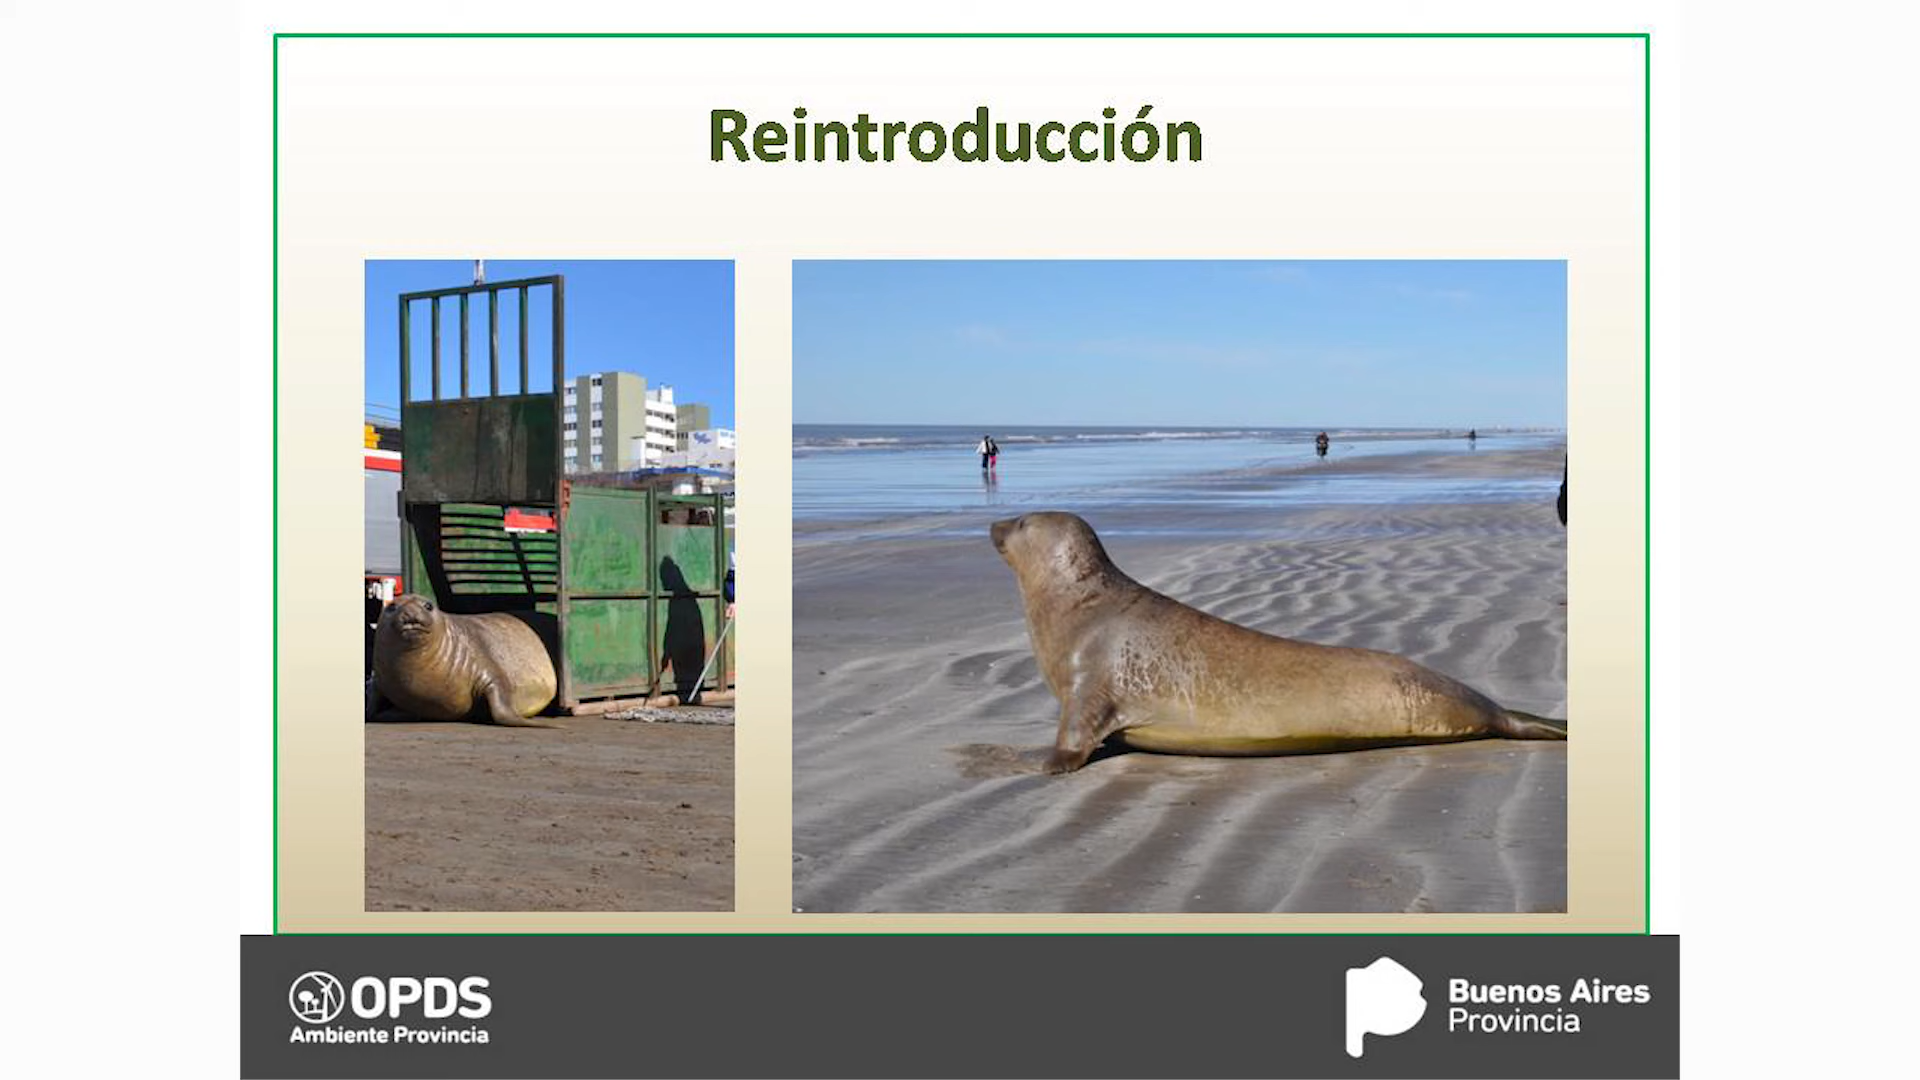 Reintroducción
OPDS
Ambiente Provincia
Buenos Aires
Provincia